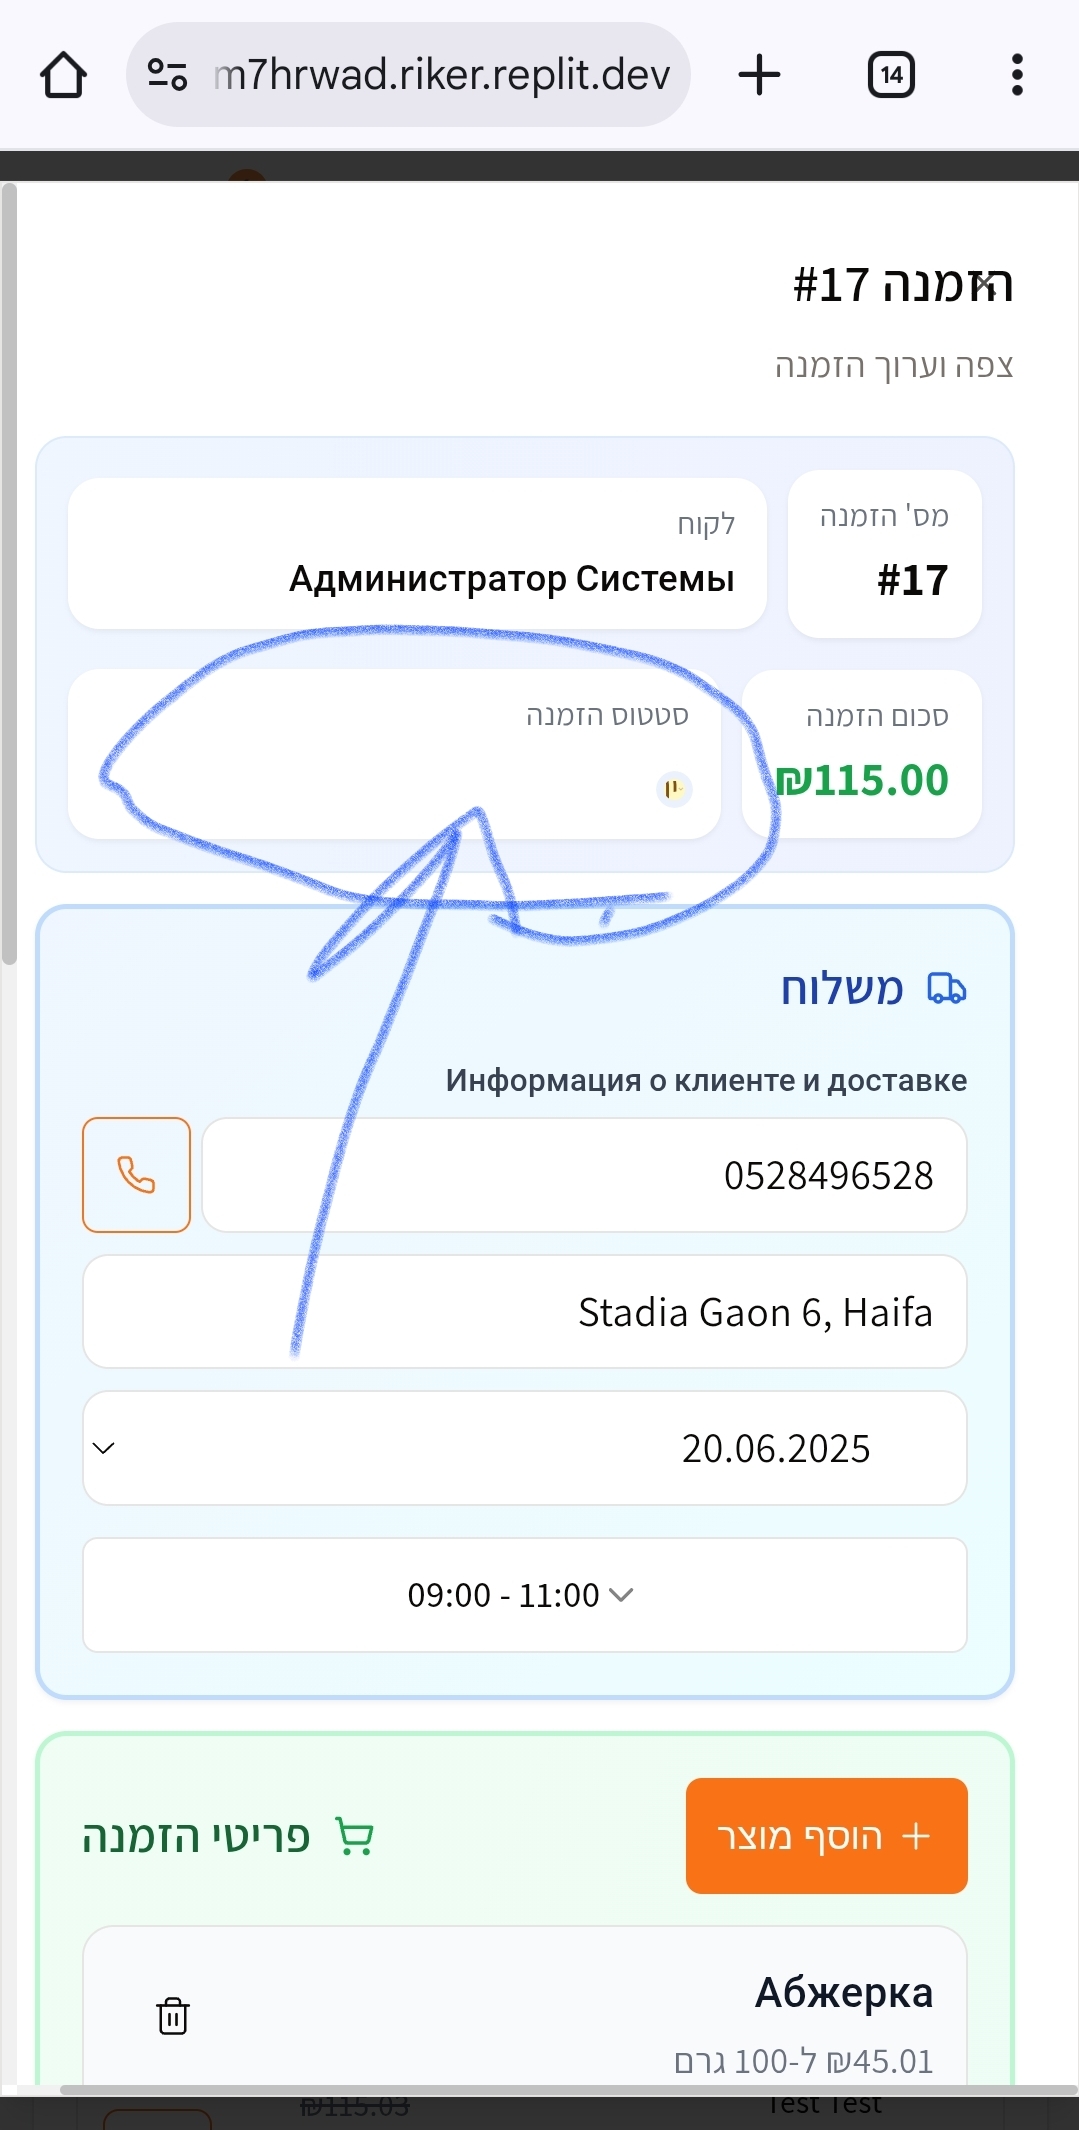 m7hrwad.riker.replit.dev
14
הזמנה #17
צפה וערוך הזמנה
מס' הזמנה
#17
לקוח
Администратор Системы
סכום הזמנה
₪115.00
סטטוס הזמנה
משלוח
Информация о клиенте и доставке
0528496528
Stadia Gaon 6, Haifa
20.06.2025
09:00 - 11:00
הוסף מוצר
פריטי הזמנה
Абжерка
₪45.01 ל-100 גרם
Test Test
₪115.03